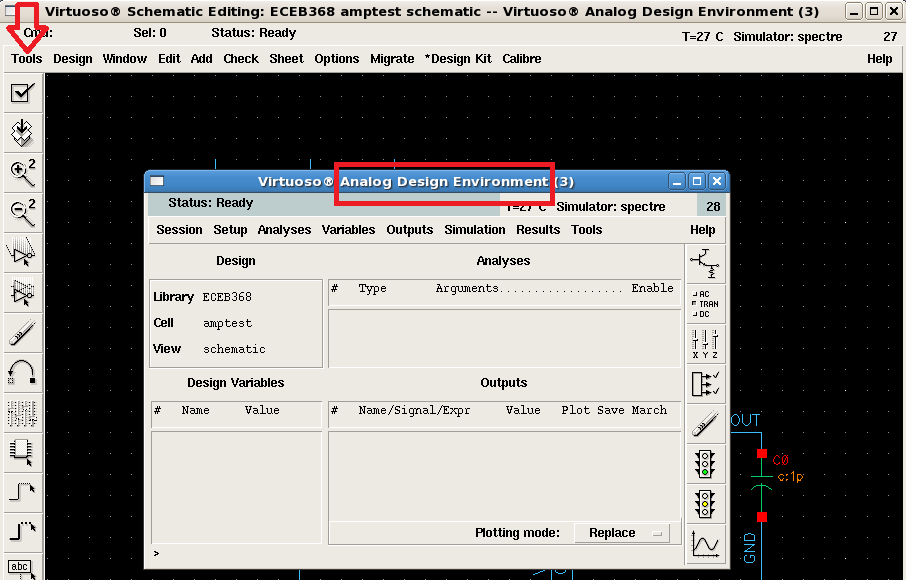 Virtuoso® Schematic Editing: ECEB368 amptest schematic -- Virtuoso® Analog Design Environment (3)
Cmd: Sel: 0 Status: Ready T=27 C Simulator: spectre 27
Tools Design Window Edit Add Check Sheet Options Migrate *Design Kit Calibre Help
2
2
Virtuoso® Analog Design Environment (3)
Status: Ready T=27 C Simulator: spectre 28
Session Setup Analyses Variables Outputs Simulation Results Tools Help
Design Analyses
Library ECEB368
Cell amptest
View schematic
# Type Arguments.................. Enable
AC
TRAN
DC
X Y Z
Design Variables Outputs
# Name Value
# Name/Signal/Expr Value Plot Save March
Plotting mode: Replace
>
OUT
C0
c:1p
GND
abc